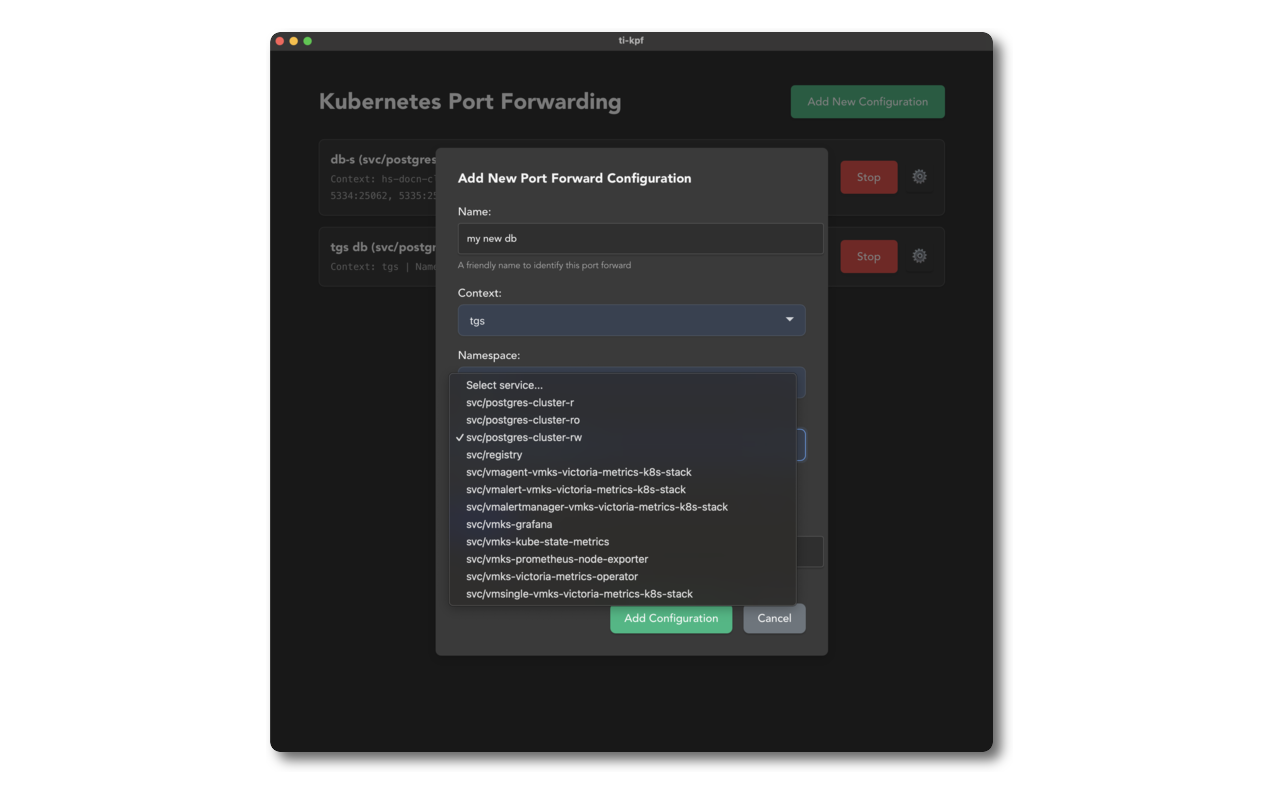 ti-kpf
Kubernetes Port Forwarding
Add New Configuration
db-s (svc/postgres
Context: hs-docn-c
5334:25062, 5335:25
Stop
tgs db (svc/postgr
Context: tgs | Name
Stop
Add New Port Forward Configuration
Name:
my new db
A friendly name to identify this port forward
Context:
tgs
Namespace:
Select service...
svc/postgres-cluster-r
svc/postgres-cluster-ro
✓ svc/postgres-cluster-rw
svc/registry
svc/vmagent-vmks-victoria-metrics-k8s-stack
svc/vmalert-vmks-victoria-metrics-k8s-stack
svc/vmalertmanager-vmks-victoria-metrics-k8s-stack
svc/vmks-grafana
svc/vmks-kube-state-metrics
svc/vmks-prometheus-node-exporter
svc/vmks-victoria-metrics-operator
svc/vmsingle-vmks-victoria-metrics-k8s-stack
Add Configuration
Cancel